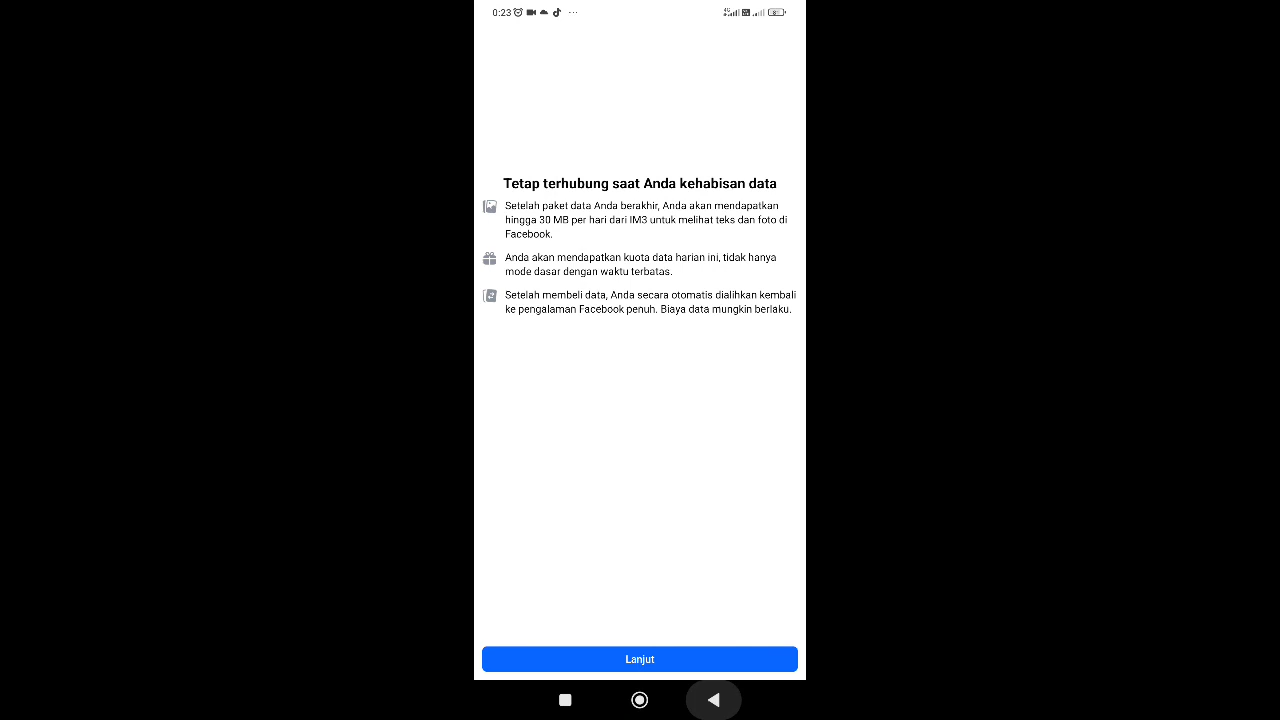 0:23
4G
81
Tetap terhubung saat Anda kehabisan data
Setelah paket data Anda berakhir, Anda akan mendapatkan
hingga 30 MB per hari dari IM3 untuk melihat teks dan foto di
Facebook.
Anda akan mendapatkan kuota data harian ini, tidak hanya
mode dasar dengan waktu terbatas.
Setelah membeli data, Anda secara otomatis dialihkan kembali
ke pengalaman Facebook penuh. Biaya data mungkin berlaku.
Lanjut